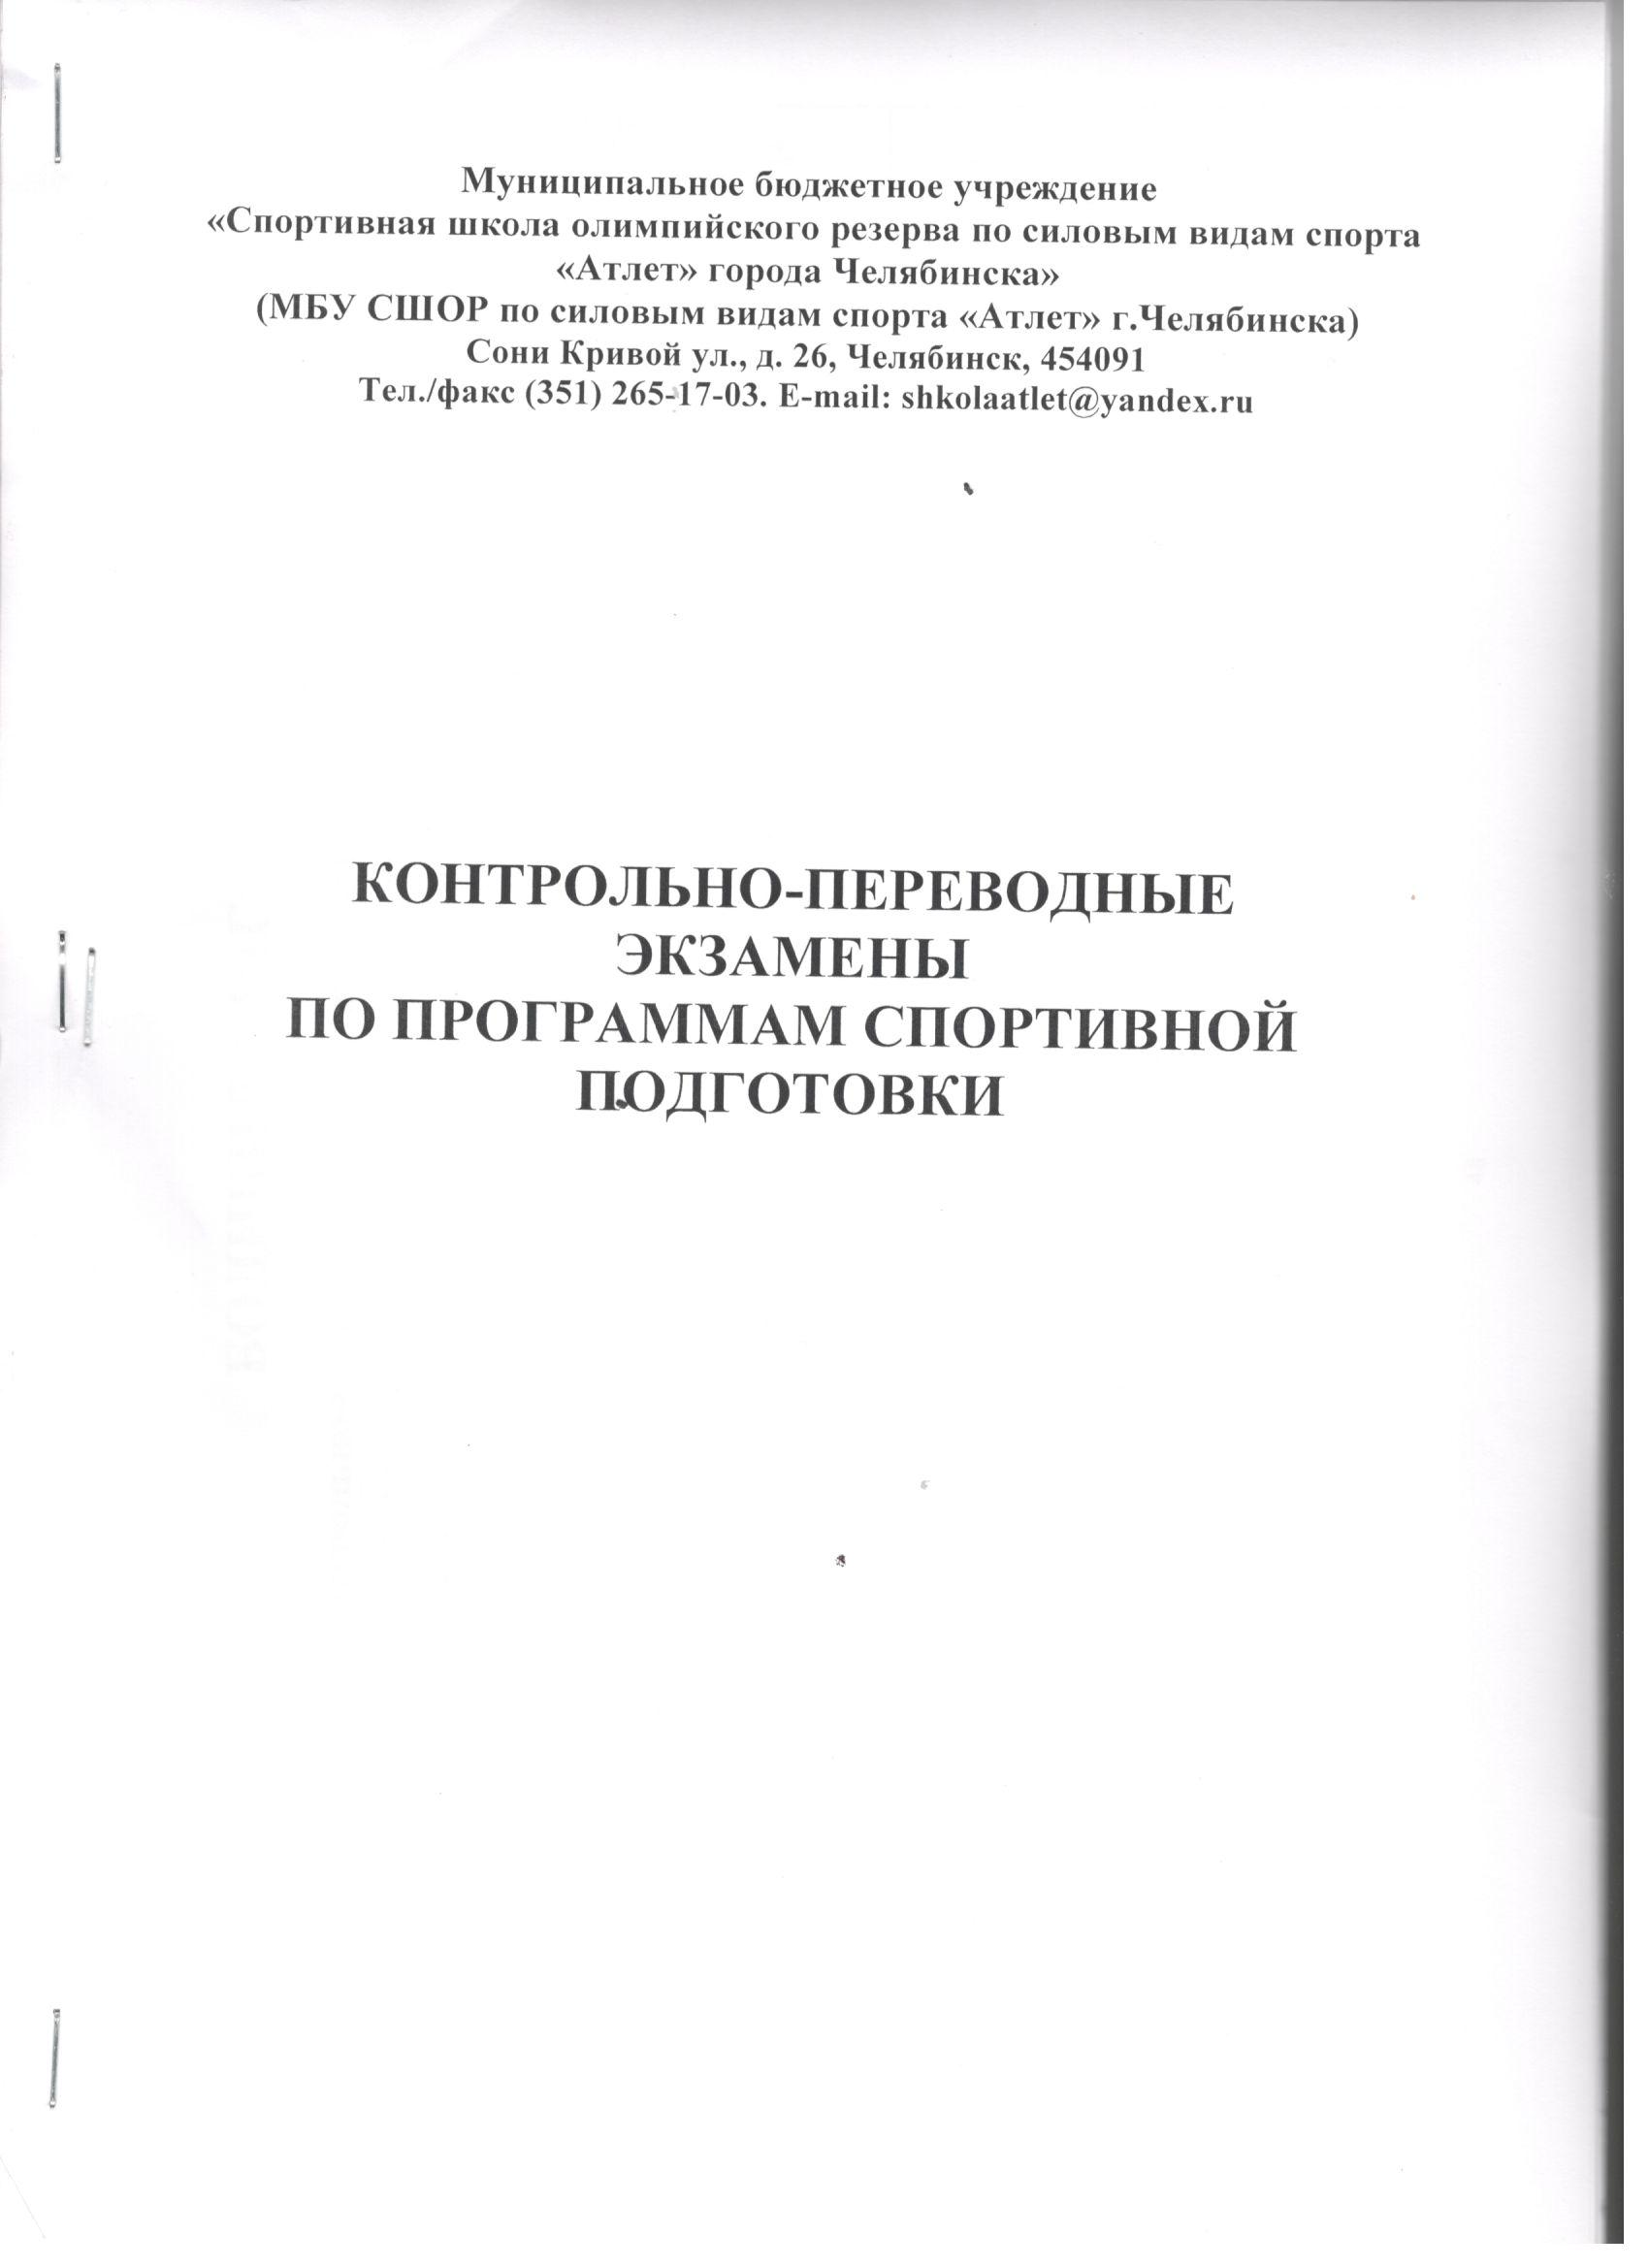 Муниципальное бюджетное учреждение
«Спортивная школа олимпийского резерва по силовым видам спорта
«Атлет» города Челябинска»
(МБУ СШОР по силовым видам спорта «Атлет» г.Челябинска)
Сони Кривой ул., д. 26, Челябинск, 454091
Тел./факс (351) 265-17-03. E-mail: shkolaatlet@yandex.ru
КОНТРОЛЬНО-ПЕРЕВОДНЫЕ
ЭКЗАМЕНЫ
ПО ПРОГРАММАМ СПОРТИВНОЙ
ПОДГОТОВКИ